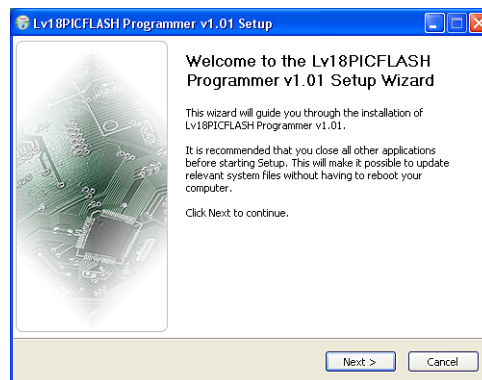 Lv18PICFLASH Programmer v1.01 Setup
Welcome to the Lv18PICFLASH
Programmer v1.01 Setup Wizard
This wizard will guide you through the installation of
Lv18PICFLASH Programmer v1.01.
It is recommended that you close all other applications
before starting Setup. This will make it possible to update
relevant system files without having to reboot your
computer.
Click Next to continue.
Next >
Cancel